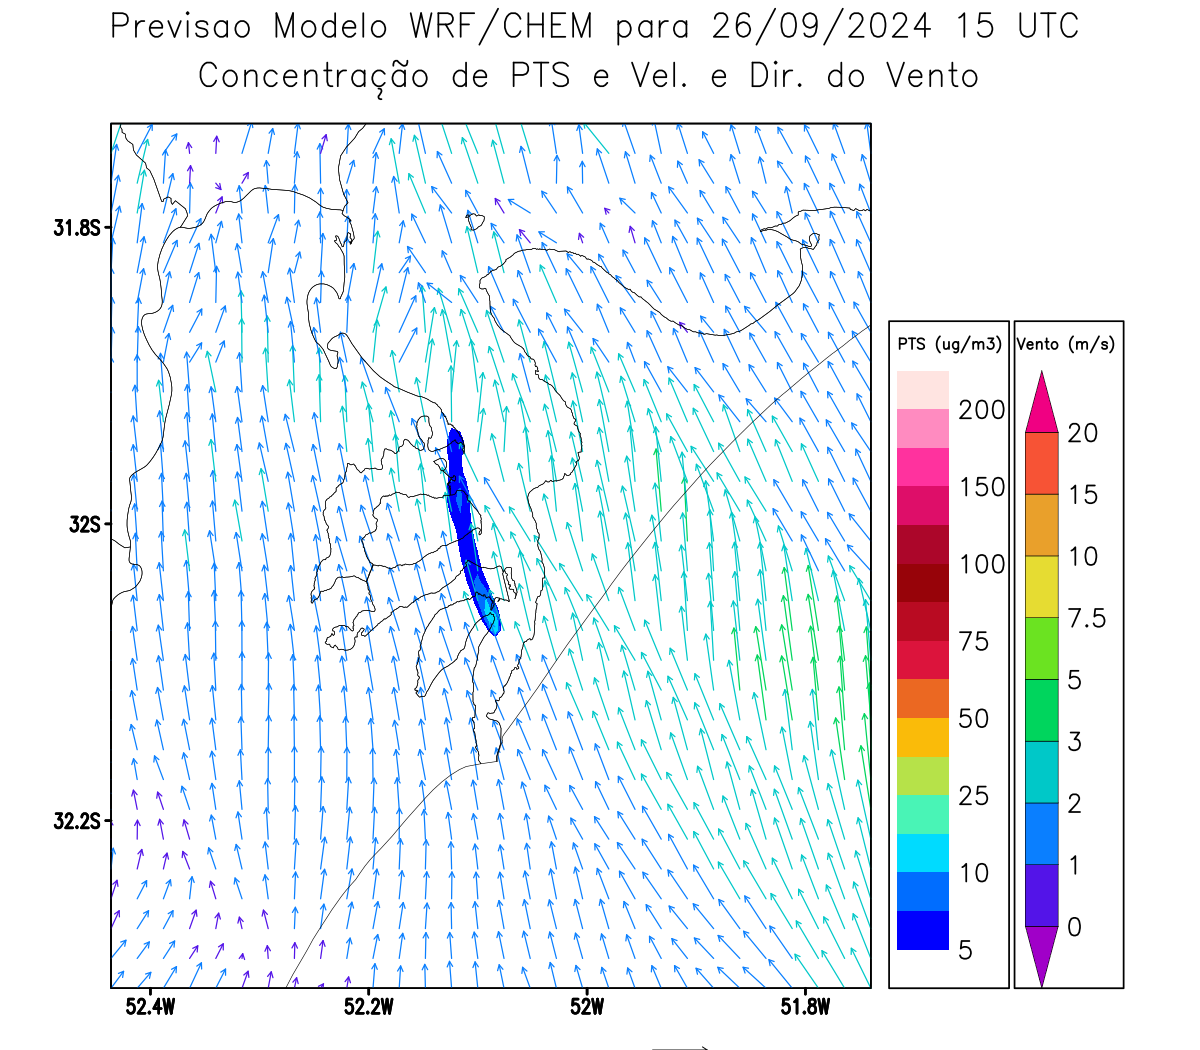 Previsao Modelo WRF/CHEM para 26/09/2024 15 UTC
Concentração de PTS e Vel. e Dir. do Vento
31.8S
32S
32.2S
52.4W
52.2W
52W
51.8W
PTS (ug/m3)
200
150
100
75
50
25
10
5
Vento (m/s)
20
15
10
7.5
5
3
2
1
0